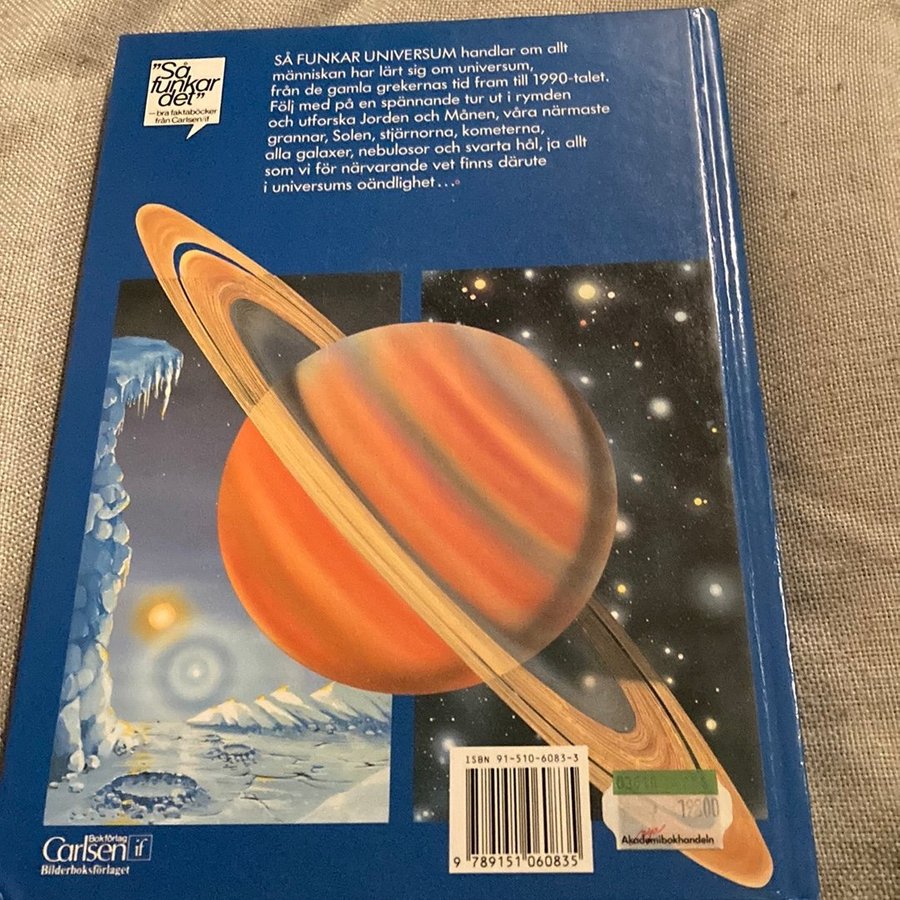 "Så
funkar
det"
– bra faktaböcker
från Carlsen/if
SÅ FUNKAR UNIVERSUM handlar om allt
människan har lärt sig om universum,
från de gamla grekernas tid fram till 1990-talet.
Följ med på en spännande tur ut i rymden
och utforska Jorden och Månen, våra närmaste
grannar, Solen, stjärnorna, kometerna,
alla galaxer, nebulosor och svarta hål, ja allt
som vi för närvarande vet finns därute
i universums oändlighet...
ISBN 91-510-6083-3
9 789151 060835
19500
Akademibokhandeln
Bokförlag
Carlsen if
Bilderboksförlaget